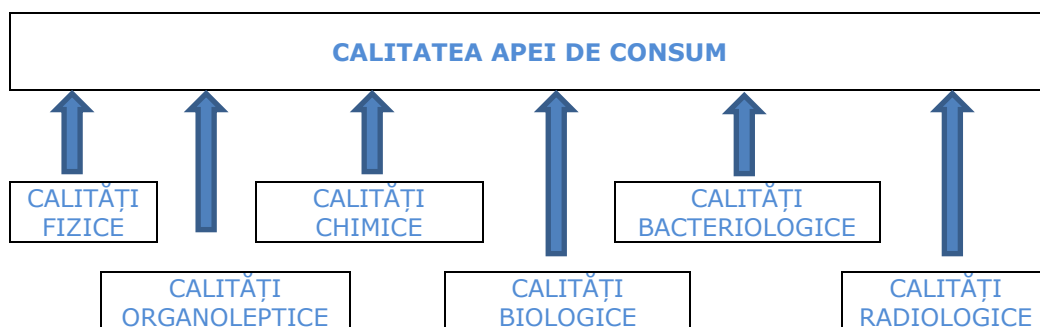 CALITATEA APEI DE CONSUM
CALITĂȚI
FIZICE
CALITĂȚI
CHIMICE
CALITĂȚI
BACTERIOLOGICE
CALITĂȚI
ORGANOLEPTICE
CALITĂȚI
BIOLOGICE
CALITĂȚI
RADIOLOGICE